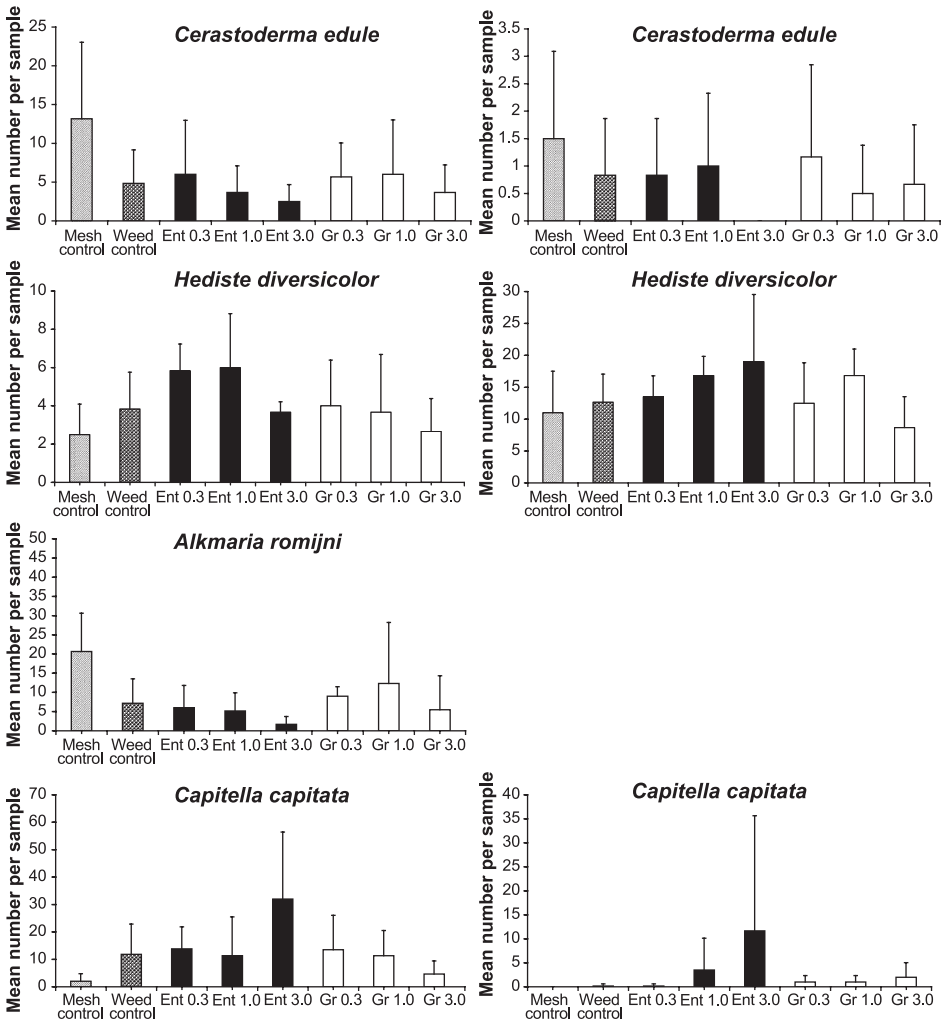 Cerastoderma edule
Mean number per sample
25
20
15
10
5
0
Mesh control
Weed control
Ent 0.3
Ent 1.0
Ent 3.0
Gr 0.3
Gr 1.0
Gr 3.0
Cerastoderma edule
Mean number per sample
3.5
3
2.5
2
1.5
1.0
0.5
0
Mesh control
Weed control
Ent 0.3
Ent 1.0
Ent 3.0
Gr 0.3
Gr 1.0
Gr 3.0
Hediste diversicolor
Mean number per sample
10
8
6
4
2
0
Mesh control
Weed control
Ent 0.3
Ent 1.0
Ent 3.0
Gr 0.3
Gr 1.0
Gr 3.0
Hediste diversicolor
Mean number per sample
30
25
20
15
10
5
0
Mesh control
Weed control
Ent 0.3
Ent 1.0
Ent 3.0
Gr 0.3
Gr 1.0
Gr 3.0
Alkmaria romijni
Mean number per sample
50
45
40
35
30
25
20
15
10
5
0
Mesh control
Weed control
Ent 0.3
Ent 1.0
Ent 3.0
Gr 0.3
Gr 1.0
Gr 3.0
Capitella capitata
Mean number per sample
70
60
50
40
30
20
10
0
Mesh control
Weed control
Ent 0.3
Ent 1.0
Ent 3.0
Gr 0.3
Gr 1.0
Gr 3.0
Capitella capitata
Mean number per sample
40
35
30
25
20
15
10
5
0
Mesh control
Weed control
Ent 0.3
Ent 1.0
Ent 3.0
Gr 0.3
Gr 1.0
Gr 3.0